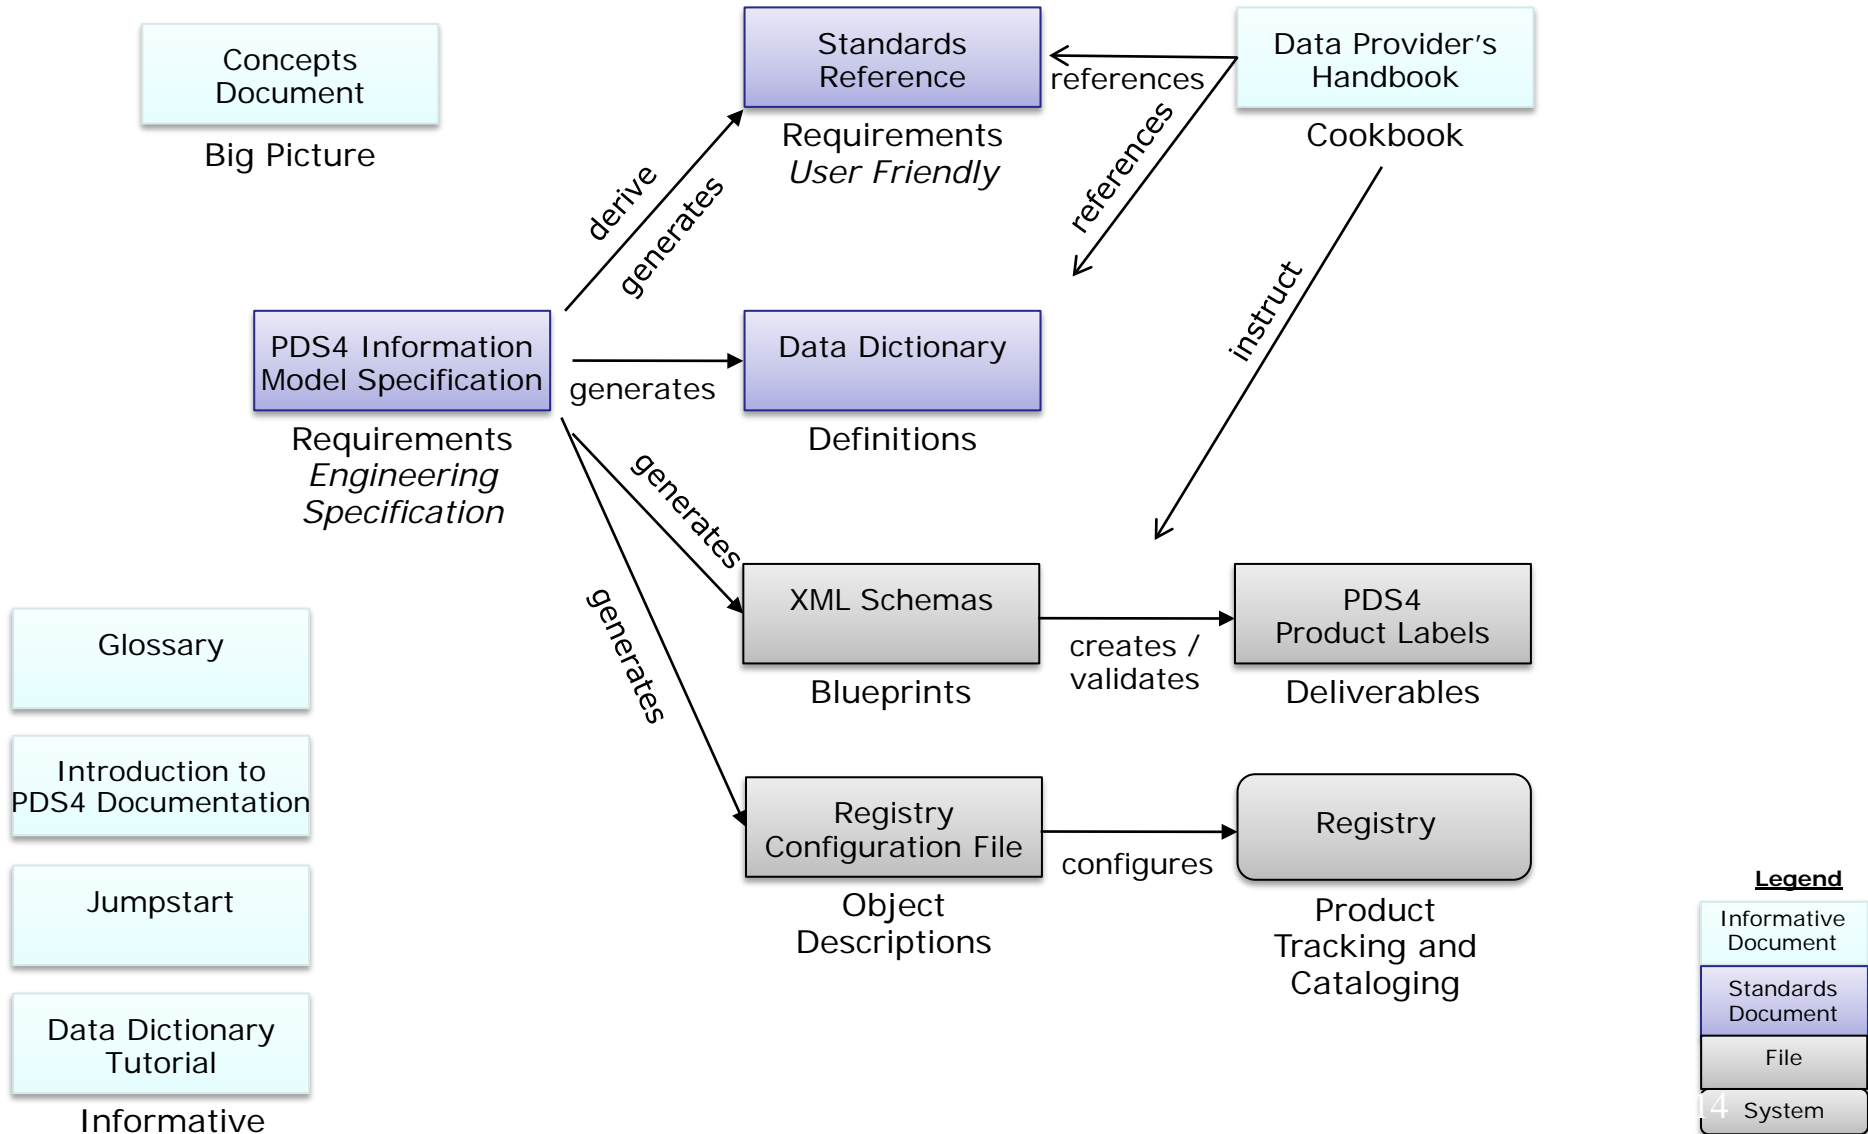 Concepts
Document
Big Picture
Standards
Reference
Requirements
User Friendly
references
Data Provider's
Handbook
Cookbook
references
derive
generates
instruct
PDS4 Information
Model Specification
Requirements
Engineering
Specification
generates
Data Dictionary
Definitions
generates
generates
XML Schemas
Blueprints
creates /
validates
PDS4
Product Labels
Deliverables
Glossary
Introduction to
PDS4 Documentation
Jumpstart
Data Dictionary
Tutorial
Informative
Registry
Configuration File
Object
Descriptions
configures
Registry
Product
Tracking and
Cataloging
Legend
Informative
Document
Standards
Document
File
System
14